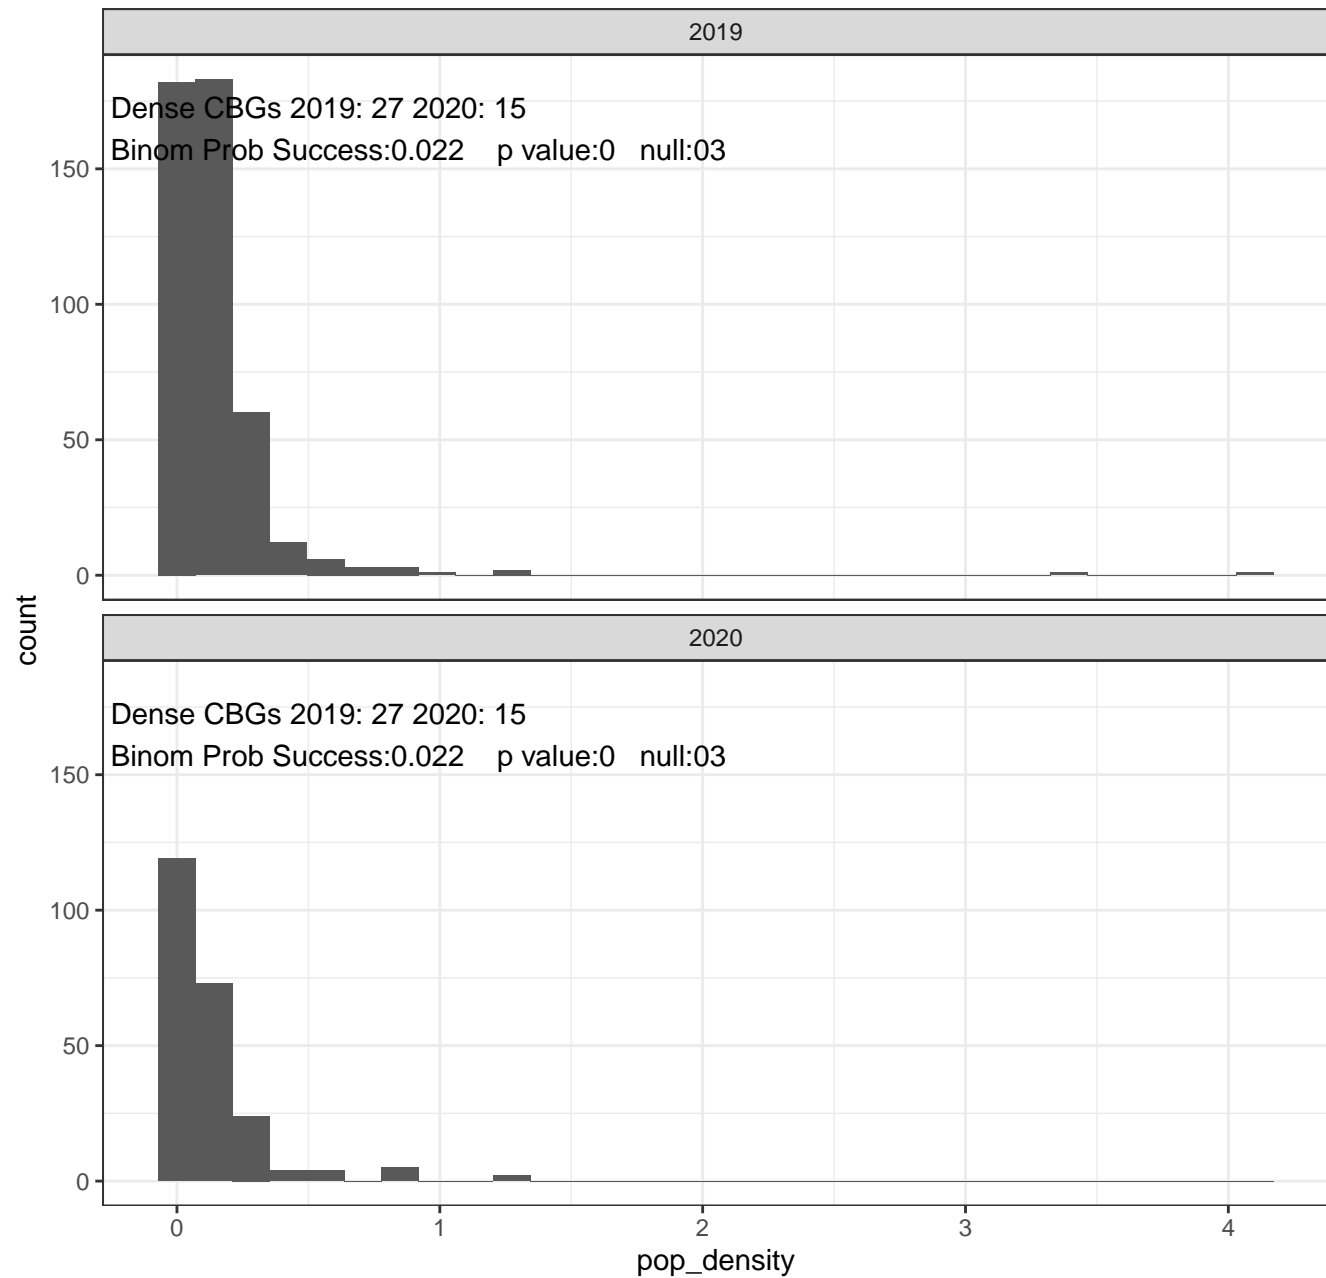 2019
Dense CBGs 2019: 27 2020: 15
Binom Prob Success:0.022 p value:0 null:03
150
100
50
0
count
2020
Dense CBGs 2019: 27 2020: 15
Binom Prob Success:0.022 p value:0 null:03
150
100
50
0
0 1 2 3 4
pop_density